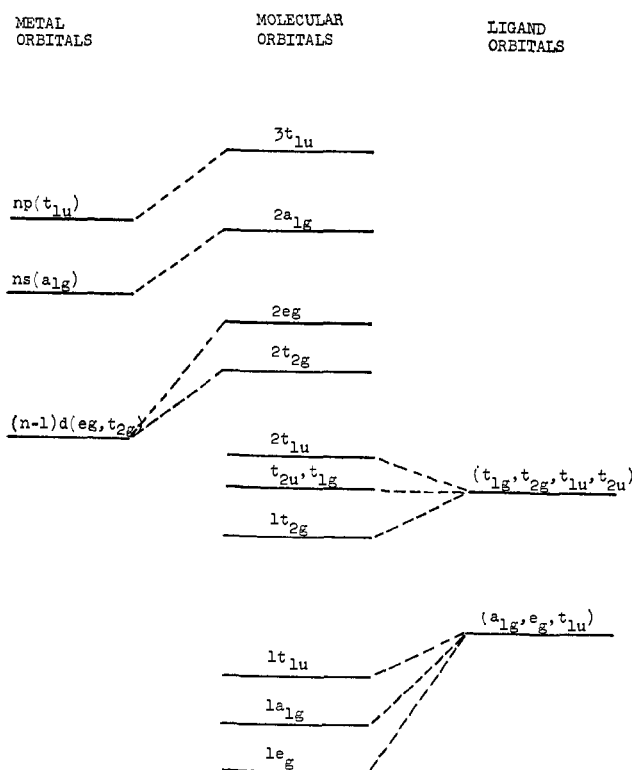 METAL
ORBITALS
MOLECULAR
ORBITALS
LIGAND
ORBITALS
3t1u
np(t1u)
2a1g
ns(a1g)
2eg
2t2g
(n-1)d(eg,t2g)
2t1u
t2u,t1g
(t1g,t2g,t1u,t2u)
1t2g
(a1g,eg,t1u)
1t1u
1a1g
1eg